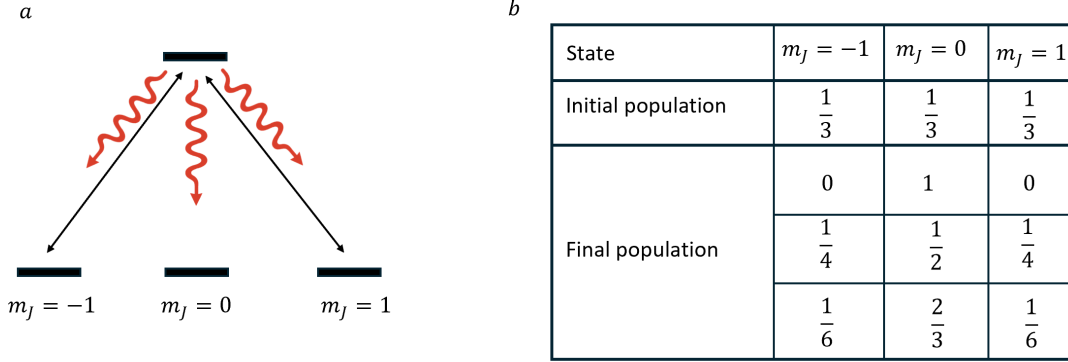 a
m_J = −1
m_J = 0
m_J = 1
b
State m_J = −1 m_J = 0 m_J = 1
Initial population 1/3 1/3 1/3
Final population
0 1 0
1/4 1/2 1/4
1/6 2/3 1/6